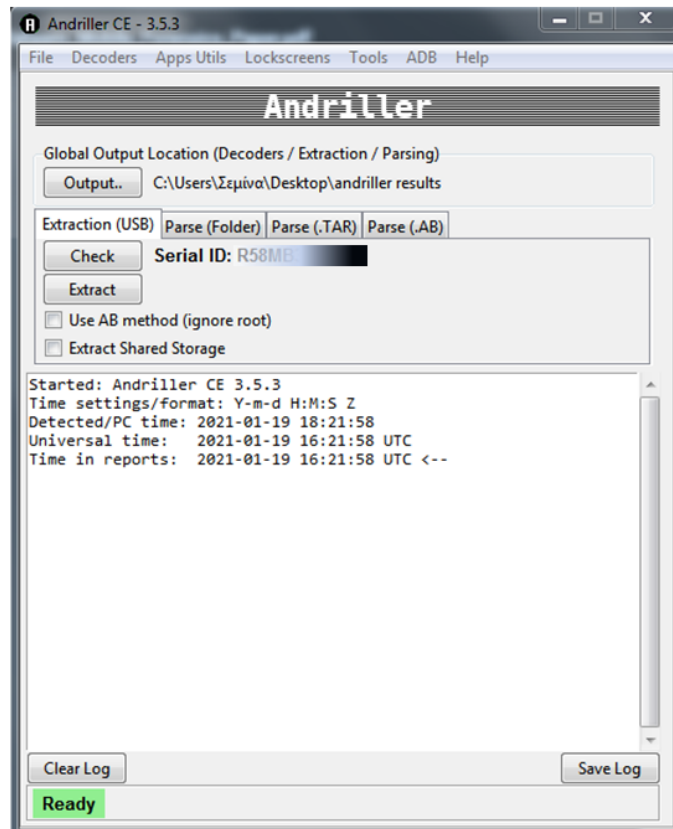 Andriller CE - 3.5.3
File Decoders Apps Utils Lockscreens Tools ADB Help
Andriller
Global Output Location (Decoders / Extraction / Parsing)
Output.. C:\Users\Σεμίνα\Desktop\andriller results
Extraction (USB) Parse (Folder) Parse (.TAR) Parse (.AB)
Check Serial ID: R58MB
Extract
Use AB method (ignore root)
Extract Shared Storage
Started: Andriller CE 3.5.3
Time settings/format: Y-m-d H:M:S Z
Detected/PC time: 2021-01-19 18:21:58
Universal time: 2021-01-19 16:21:58 UTC
Time in reports: 2021-01-19 16:21:58 UTC <--
Clear Log Save Log
Ready